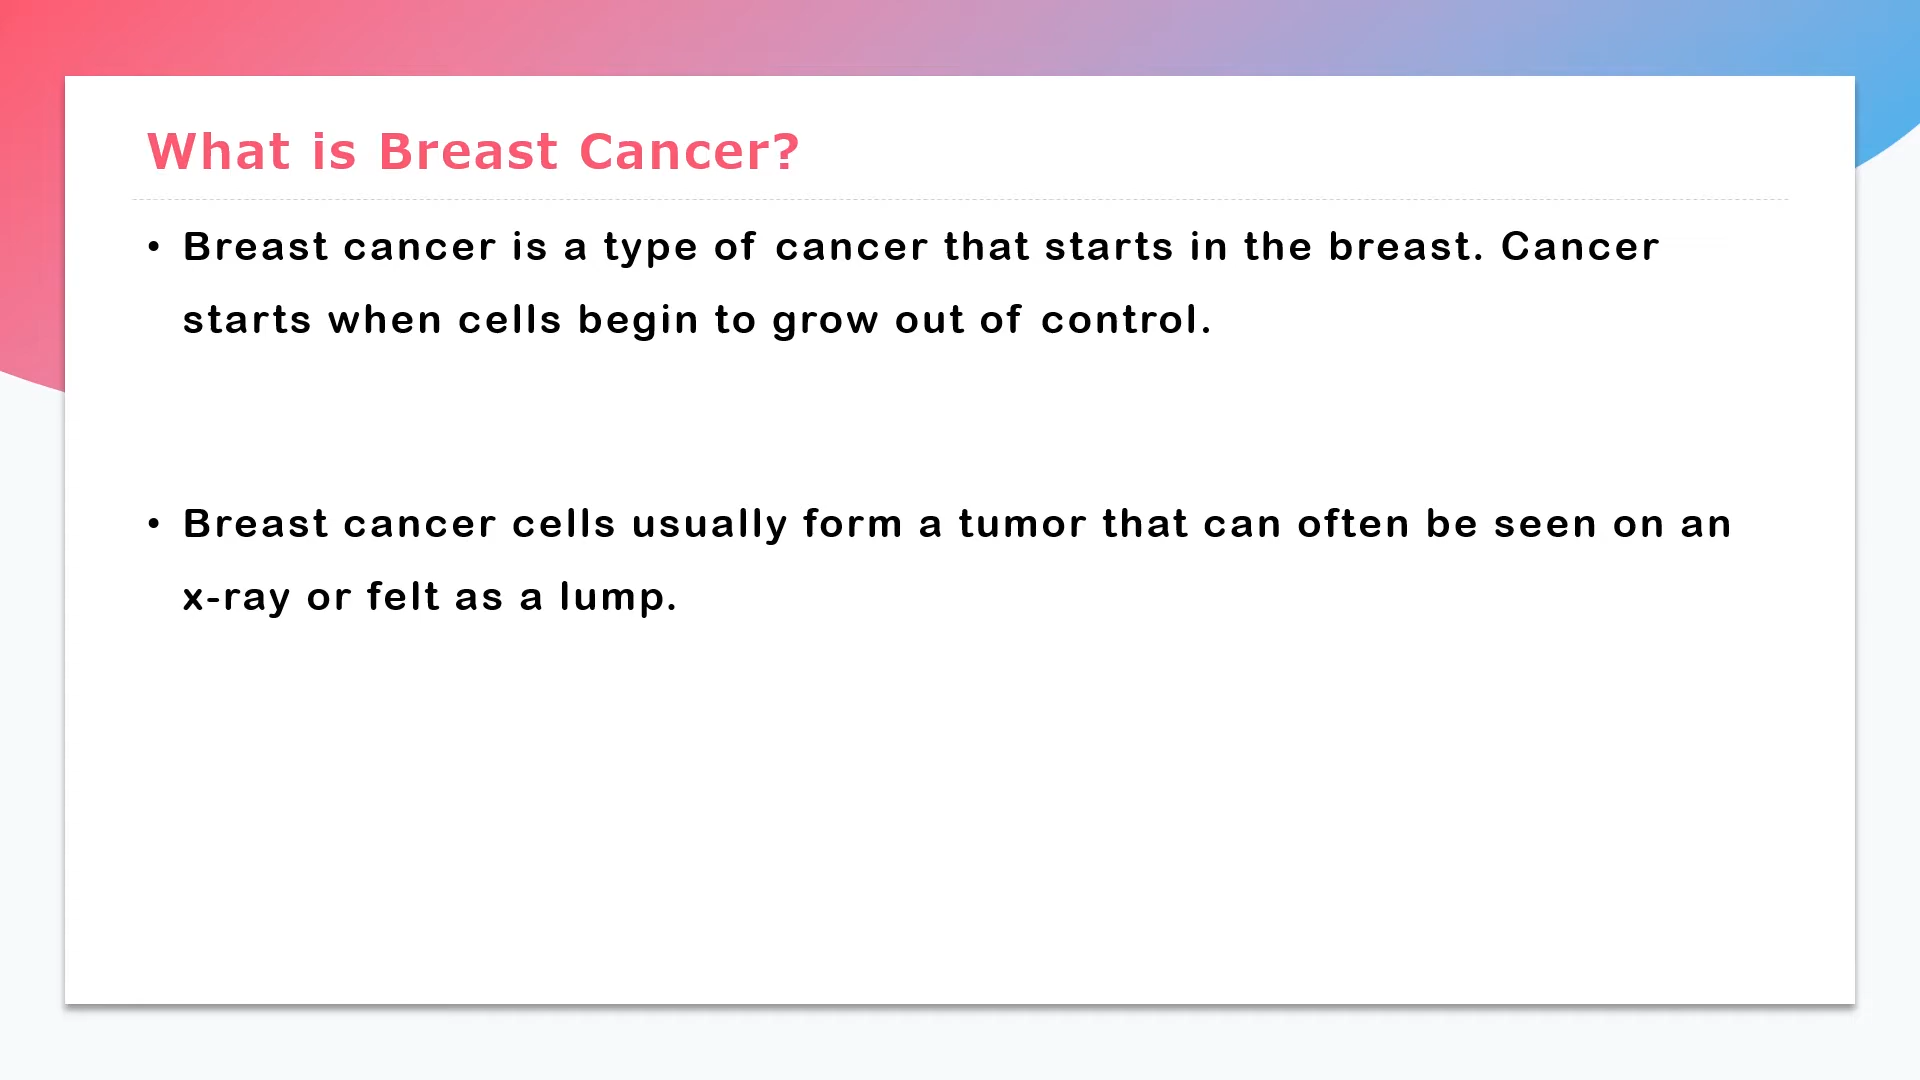 What is Breast Cancer?
• Breast cancer is a type of cancer that starts in the breast. Cancer
starts when cells begin to grow out of control.
• Breast cancer cells usually form a tumor that can often be seen on an
x-ray or felt as a lump.